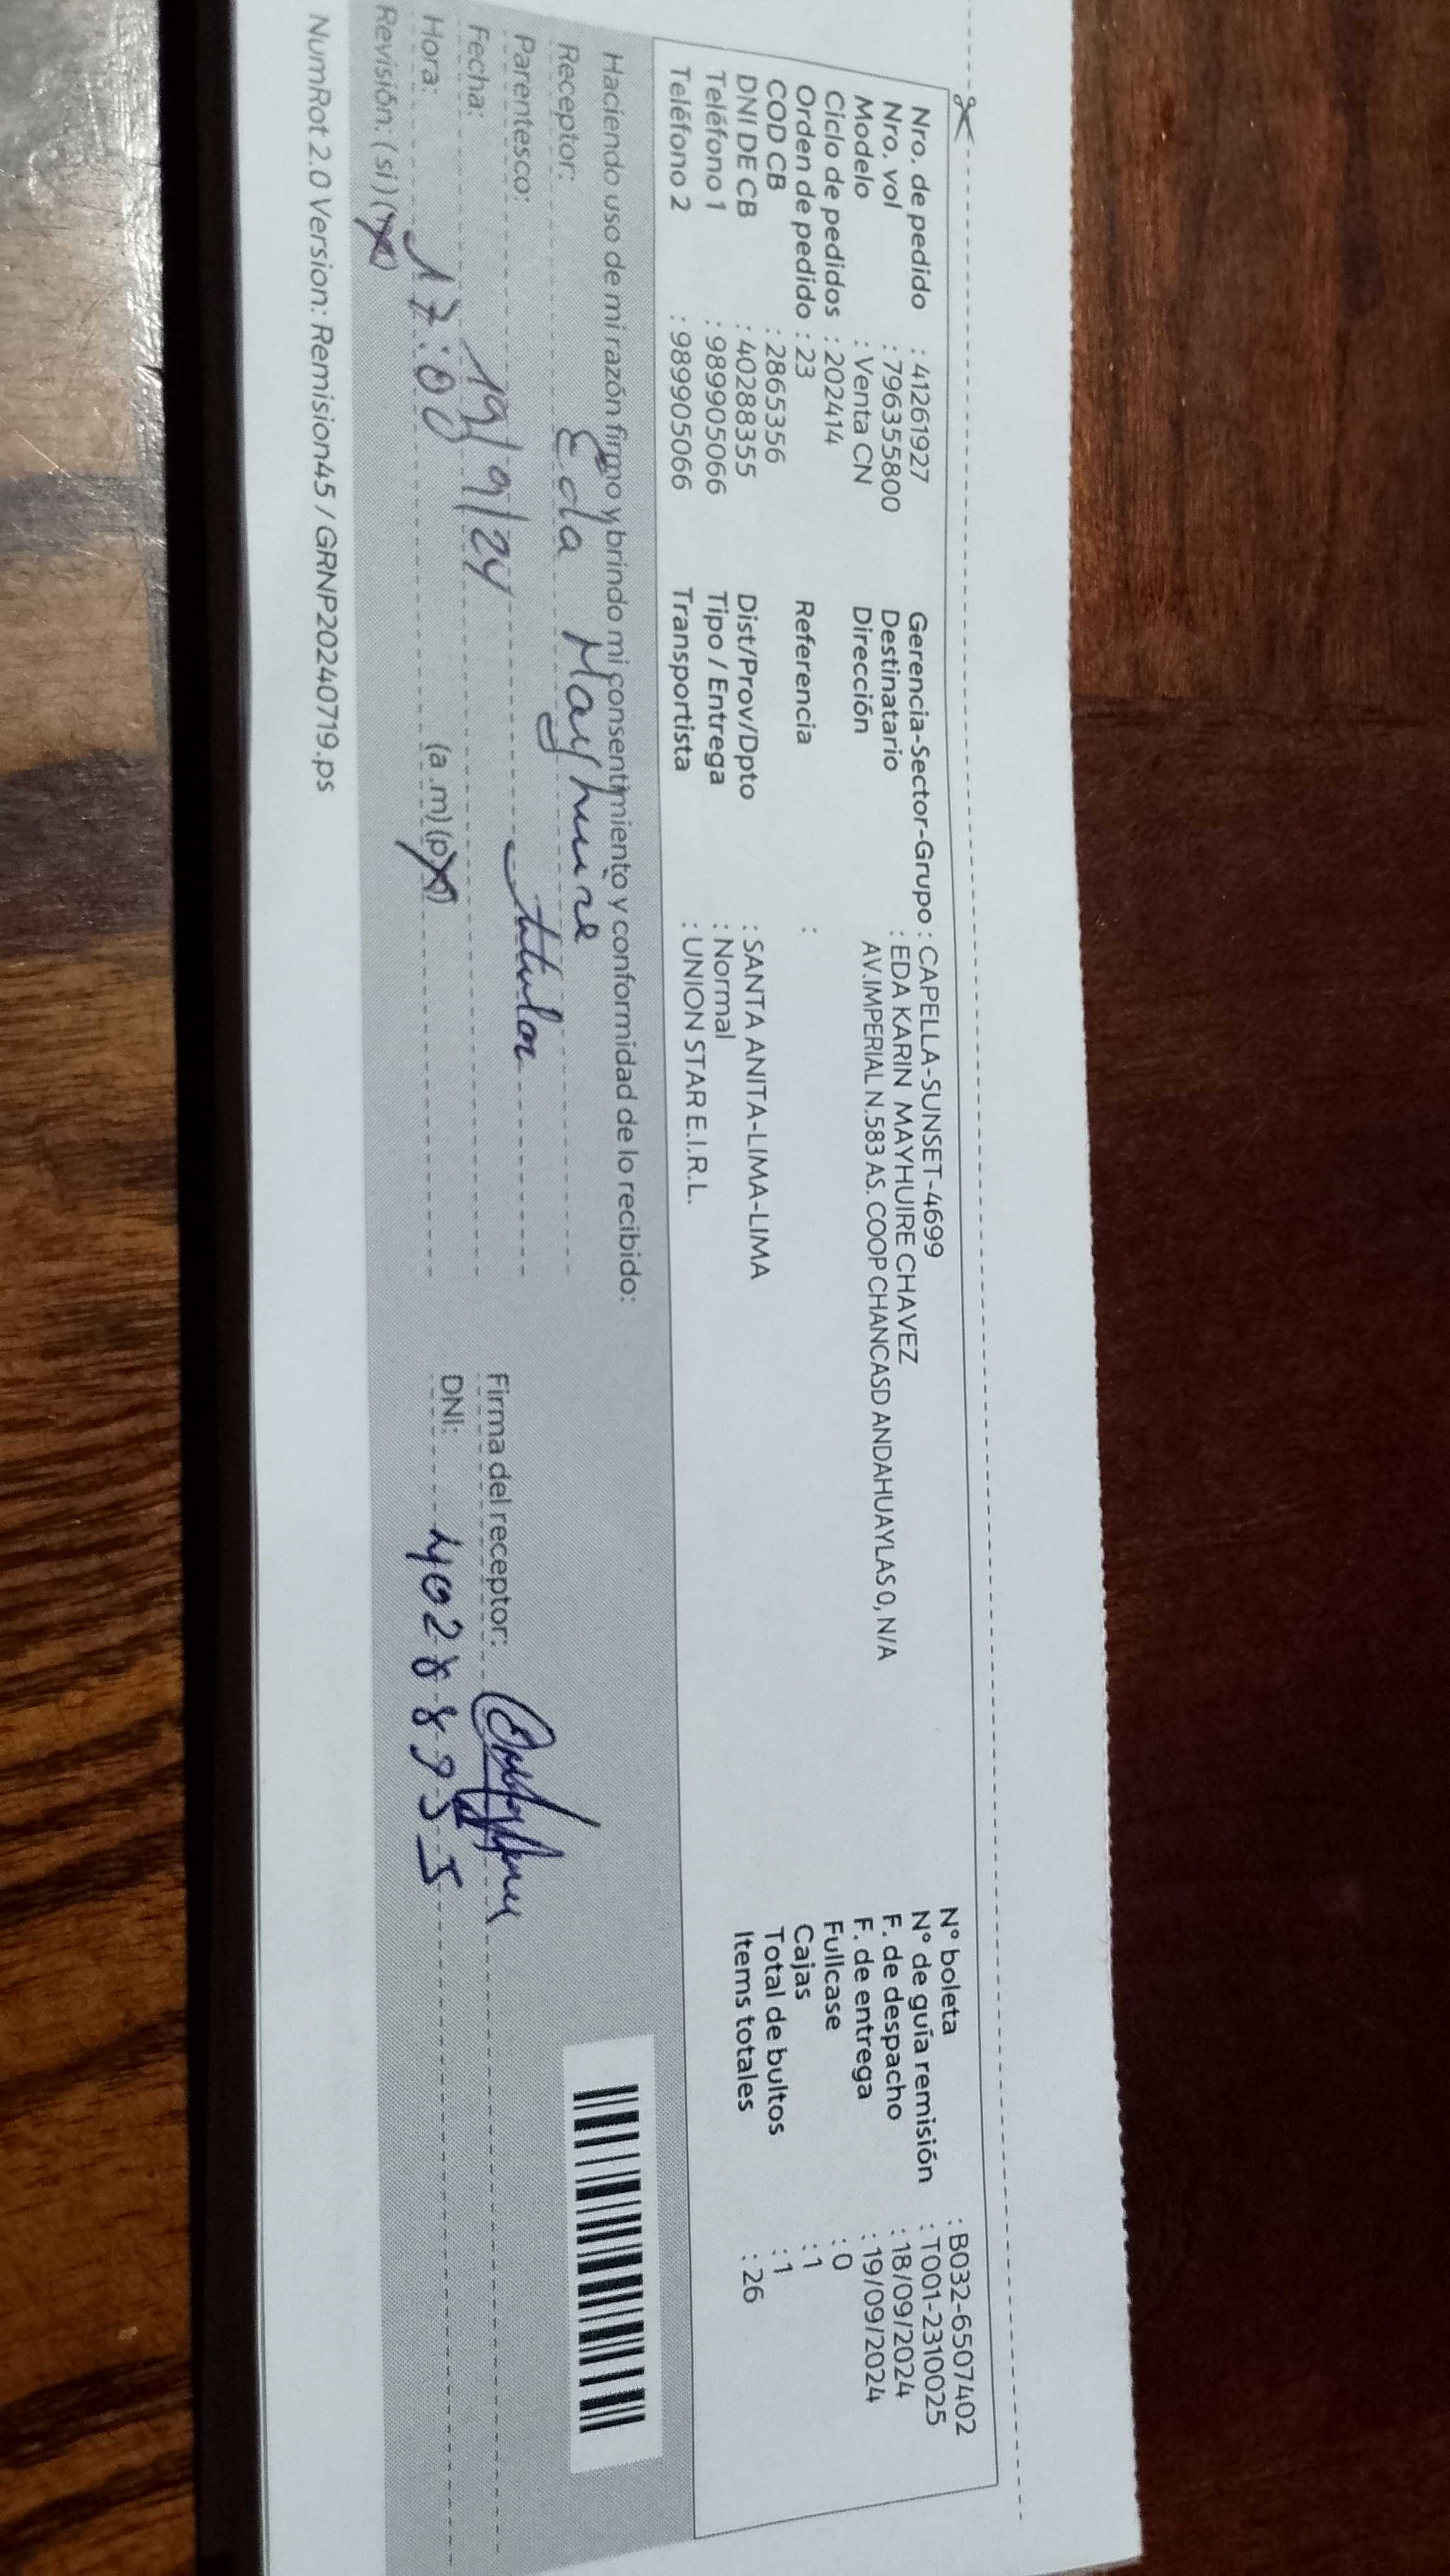 Nro. de pedido : 41261927
Nro. vol : 796355800
Modelo : Venta CN
Ciclo de pedidos : 202414
Orden de pedido : 23
COD CB : 2865356
DNI DE CB : 40288355
Teléfono 1 : 989905066
Teléfono 2 : 989905066
Gerencia-Sector-Grupo : CAPELLA-SUNSET-4699
Destinatario : EDA KARIN MAYHUIRE CHAVEZ
Dirección AV.IMPERIAL N.583 AS. COOP CHANCASD ANDAHUAYLAS 0, N/A
Referencia :
Dist/Prov/Dpto : SANTA ANITA-LIMA-LIMA
Tipo / Entrega : Normal
Transportista : UNION STAR E.I.R.L.
N° boleta : B032-6507402
N° de guía remisión : T001-2310025
F. de despacho : 18/09/2024
F. de entrega : 19/09/2024
Fullcase : 0
Cajas : 1
Total de bultos : 1
Items totales : 26
Haciendo uso de mi razón firmo y brindo mi consentimiento y conformidad de lo recibido:
Receptor: Eda Mayhuire
Parentesco: titular
Fecha: 19/9/24
Hora: 17:00 (a.m) (p
Revisión: (si) (
Firma del receptor:
DNI:
NumRot 2.0 Version: Remision45 / GRNP20240719.ps